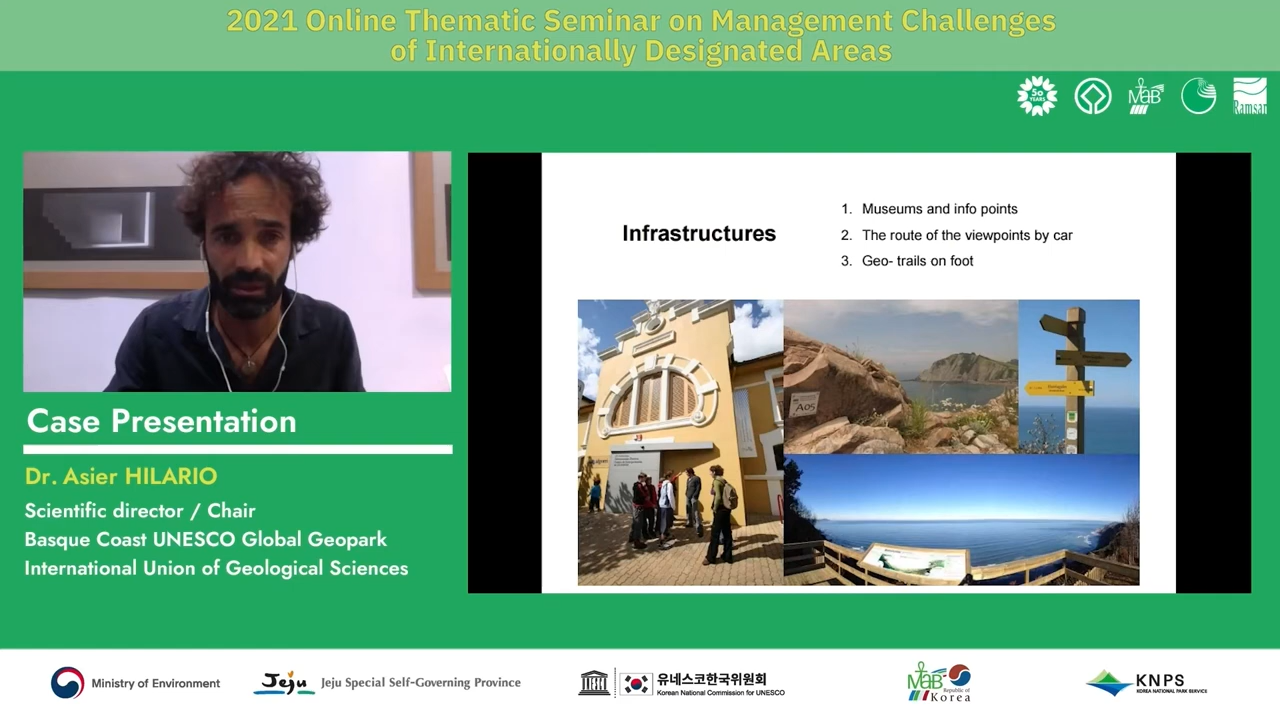 2021 Online Thematic Seminar on Management Challenges
of Internationally Designated Areas
50
YEARS
MaB
Ramsar
Infrastructures
1. Museums and info points
2. The route of the viewpoints by car
3. Geo- trails on foot
A05
Case Presentation
Dr. Asier HILARIO
Scientific director / Chair
Basque Coast UNESCO Global Geopark
International Union of Geological Sciences
Ministry of Environment
Jeju
Jeju Special Self-Governing Province
유네스코한국위원회
Korean National Commission for UNESCO
MaB
Republic of
Korea
KNPS
KOREA NATIONAL PARK SERVICE